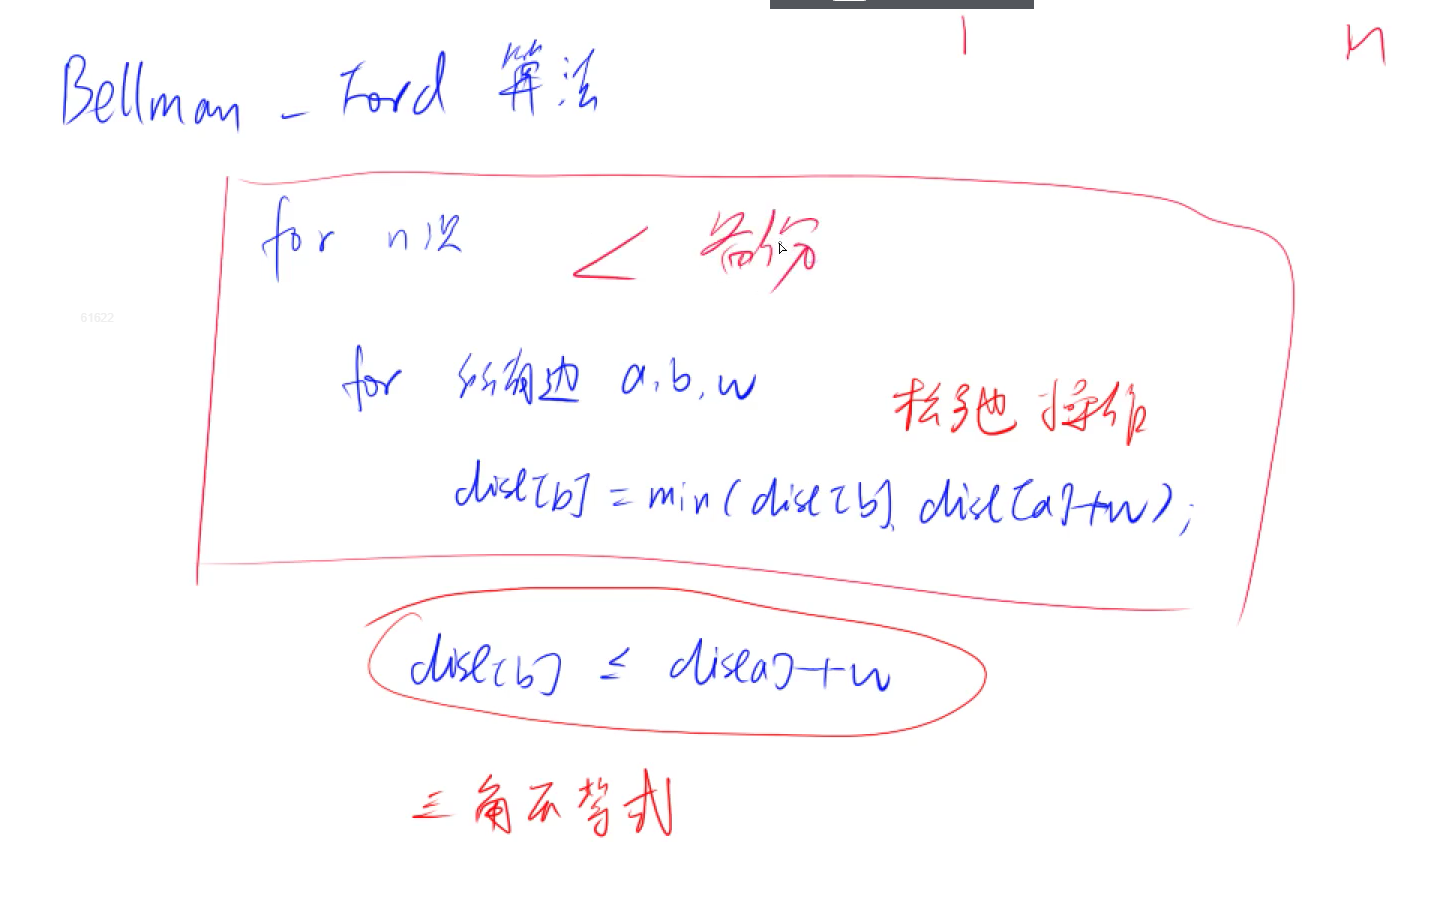 1 n
Bellman - Ford 算法
for n次 < 备份
61622
for 所有边 a,b,w
松弛操作
dist[b] = min(dist[b], dist[a]+w);
dist[b] ≤ dist[a]+w
三角不等式